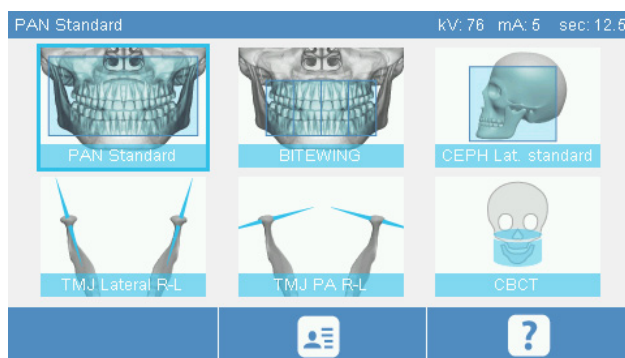 PAN Standard kV: 76 mA: 5 sec: 12.5
PAN Standard
BITEWING
CEPH Lat. standard
TMJ Lateral R-L
TMJ PA R-L
CBCT
?